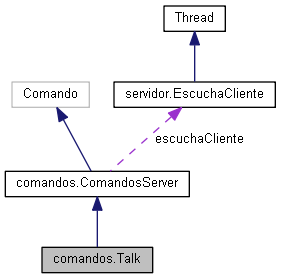 Thread
Comando
servidor.EscuchaCliente
escuchaCliente
comandos.ComandosServer
comandos.Talk